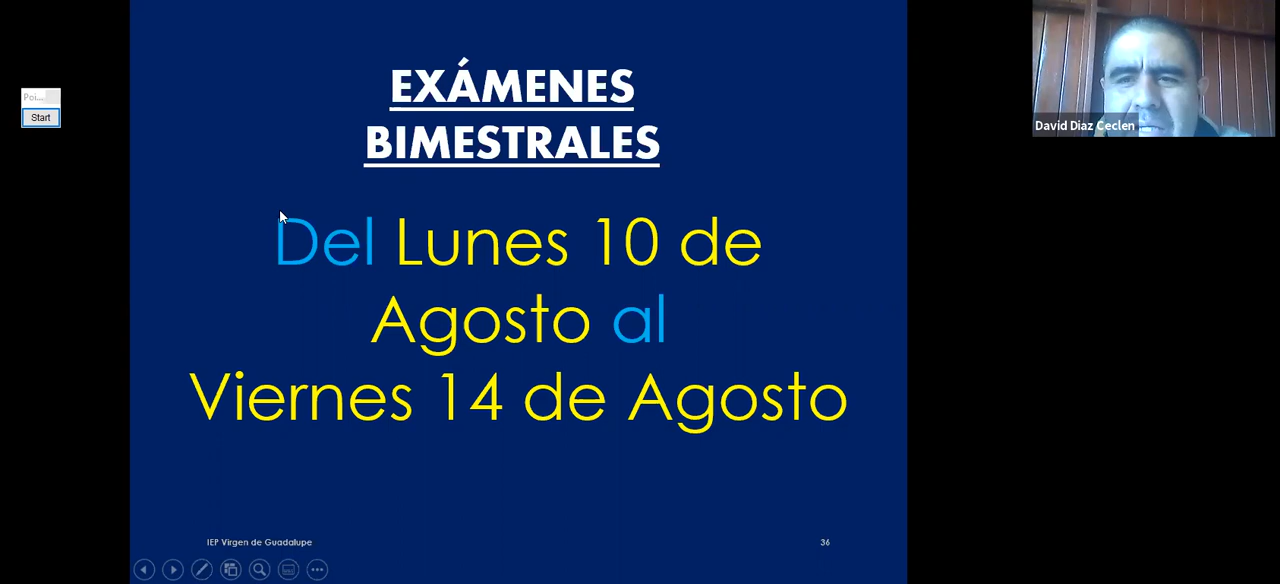 Poi...
Start
EXÁMENES
BIMESTRALES
Del Lunes 10 de
Agosto al
Viernes 14 de Agosto
IEP Virgen de Guadalupe
36
David Diaz Ceclen